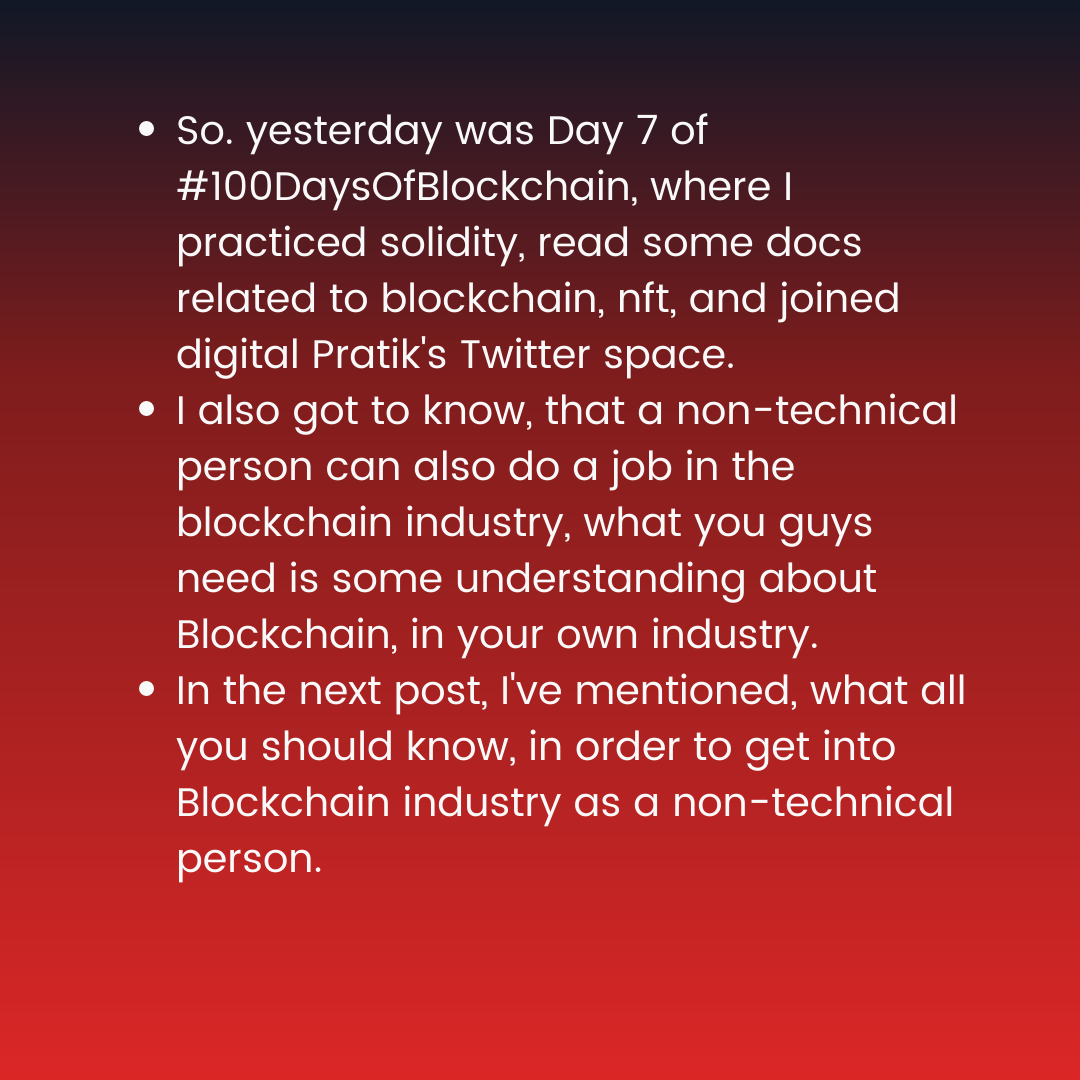 • So. yesterday was Day 7 of
#100DaysOfBlockchain, where I
practiced solidity, read some docs
related to blockchain, nft, and joined
digital Pratik's Twitter space.
• I also got to know, that a non-technical
person can also do a job in the
blockchain industry, what you guys
need is some understanding about
Blockchain, in your own industry.
• In the next post, I've mentioned, what all
you should know, in order to get into
Blockchain industry as a non-technical
person.